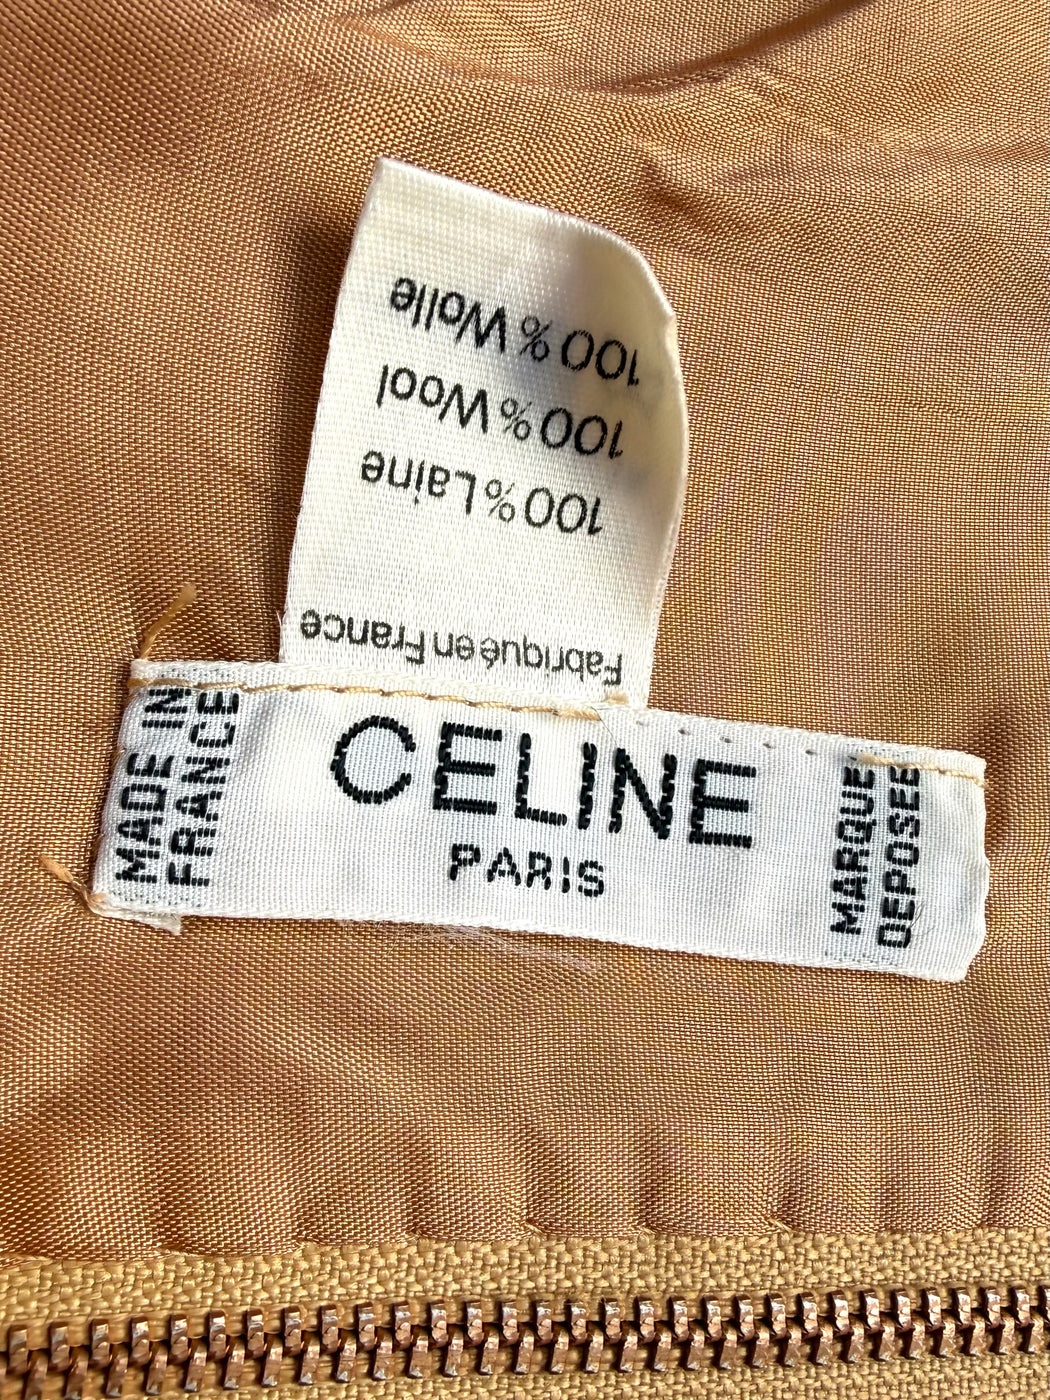 100% Wolle
100% Wool
100% Laine
Fabriqué en France
MADE IN
FRANCE
CELINE
PARIS
MARQUE
DEPOSEE